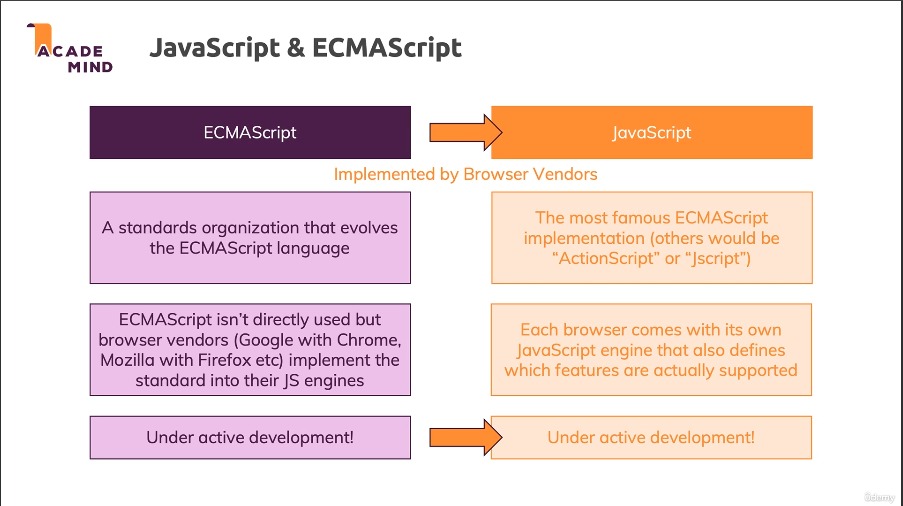 ACADE
MIND
JavaScript & ECMAScript
ECMAScript
JavaScript
Implemented by Browser Vendors
A standards organization that evolves
the ECMAScript language
The most famous ECMAScript
implementation (others would be
“ActionScript” or “Jscript”)
ECMAScript isn’t directly used but
browser vendors (Google with Chrome,
Mozilla with Firefox etc) implement the
standard into their JS engines
Each browser comes with its own
JavaScript engine that also defines
which features are actually supported
Under active development!
Under active development!
Udemy